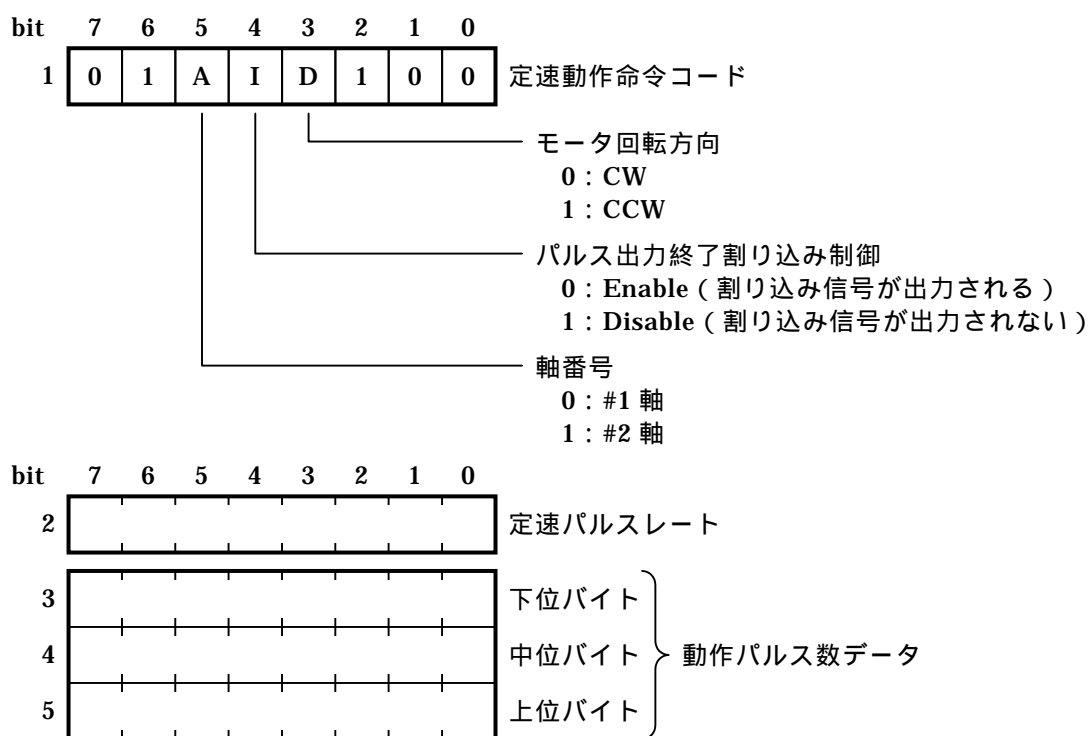 bit 7 6 5 4 3 2 1 0
1 0 1 A I D 1 0 0 定速動作命令コード
モータ回転方向
0：CW
1：CCW
パルス出力終了割り込み制御
0：Enable（割り込み信号が出力される）
1：Disable（割り込み信号が出力されない）
軸番号
0：#1 軸
1：#2 軸
bit 7 6 5 4 3 2 1 0
2 定速パルスレート
3 下位バイト
4 中位バイト 動作パルス数データ
5 上位バイト